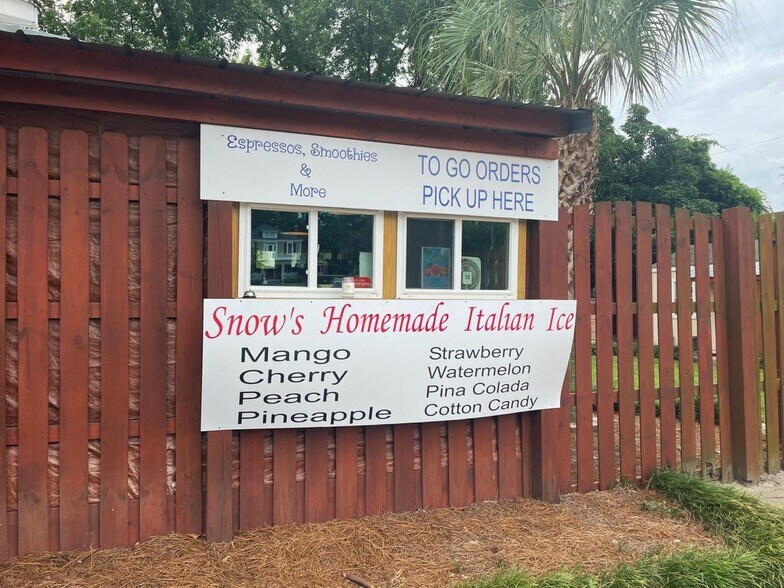 Espressos, Smoothies
&
More
TO GO ORDERS
PICK UP HERE
Snow's Homemade Italian Ice
Mango
Cherry
Peach
Pineapple
Strawberry
Watermelon
Pina Colada
Cotton Candy